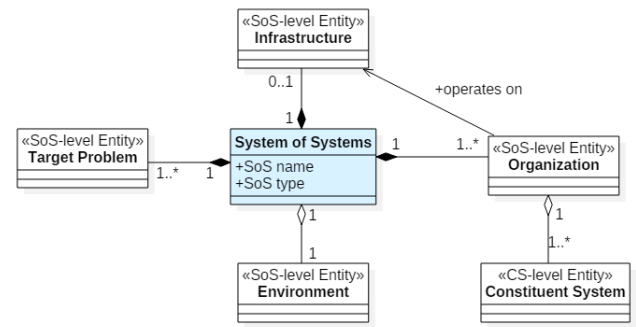 «SoS-level Entity»
Infrastructure
0..1
+operates on
1
«SoS-level Entity»
Target Problem
1..*
1
System of Systems
+SoS name
+SoS type
1
1..*
«SoS-level Entity»
Organization
1
1
1
1..*
«SoS-level Entity»
Environment
«CS-level Entity»
Constituent System